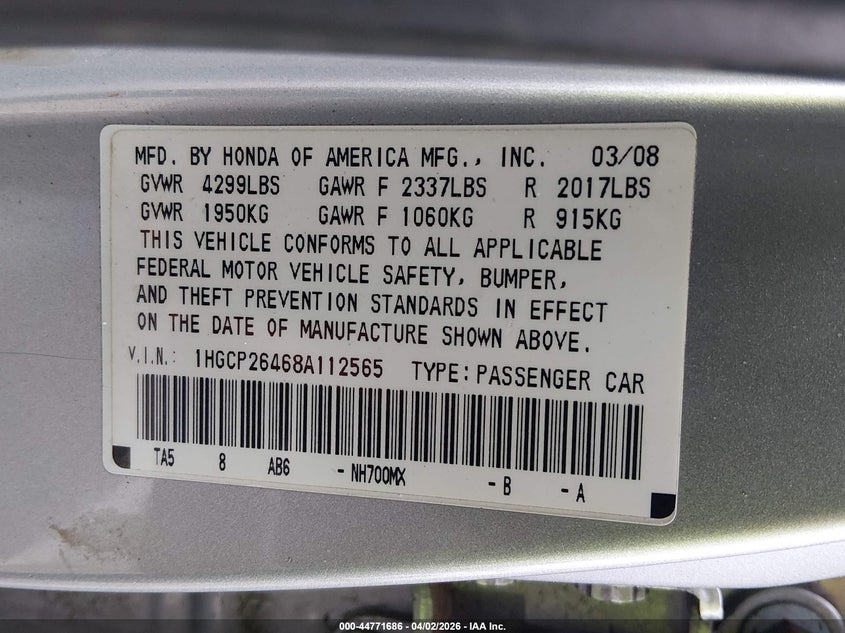 MFD. BY HONDA OF AMERICA MFG., INC. 03/08
GVWR 4299LBS GAWR F 2337LBS R 2017LBS
GVWR 1950KG GAWR F 1060KG R 915KG
THIS VEHICLE CONFORMS TO ALL APPLICABLE
FEDERAL MOTOR VEHICLE SAFETY, BUMPER,
AND THEFT PREVENTION STANDARDS IN EFFECT
ON THE DATE OF MANUFACTURE SHOWN ABOVE.
V.I.N.: 1HGCP26468A112565 TYPE: PASSENGER CAR
TA5 8 AB6 - NH700MX - B - A
000-44771686 - 04/02/2026 - IAA Inc.